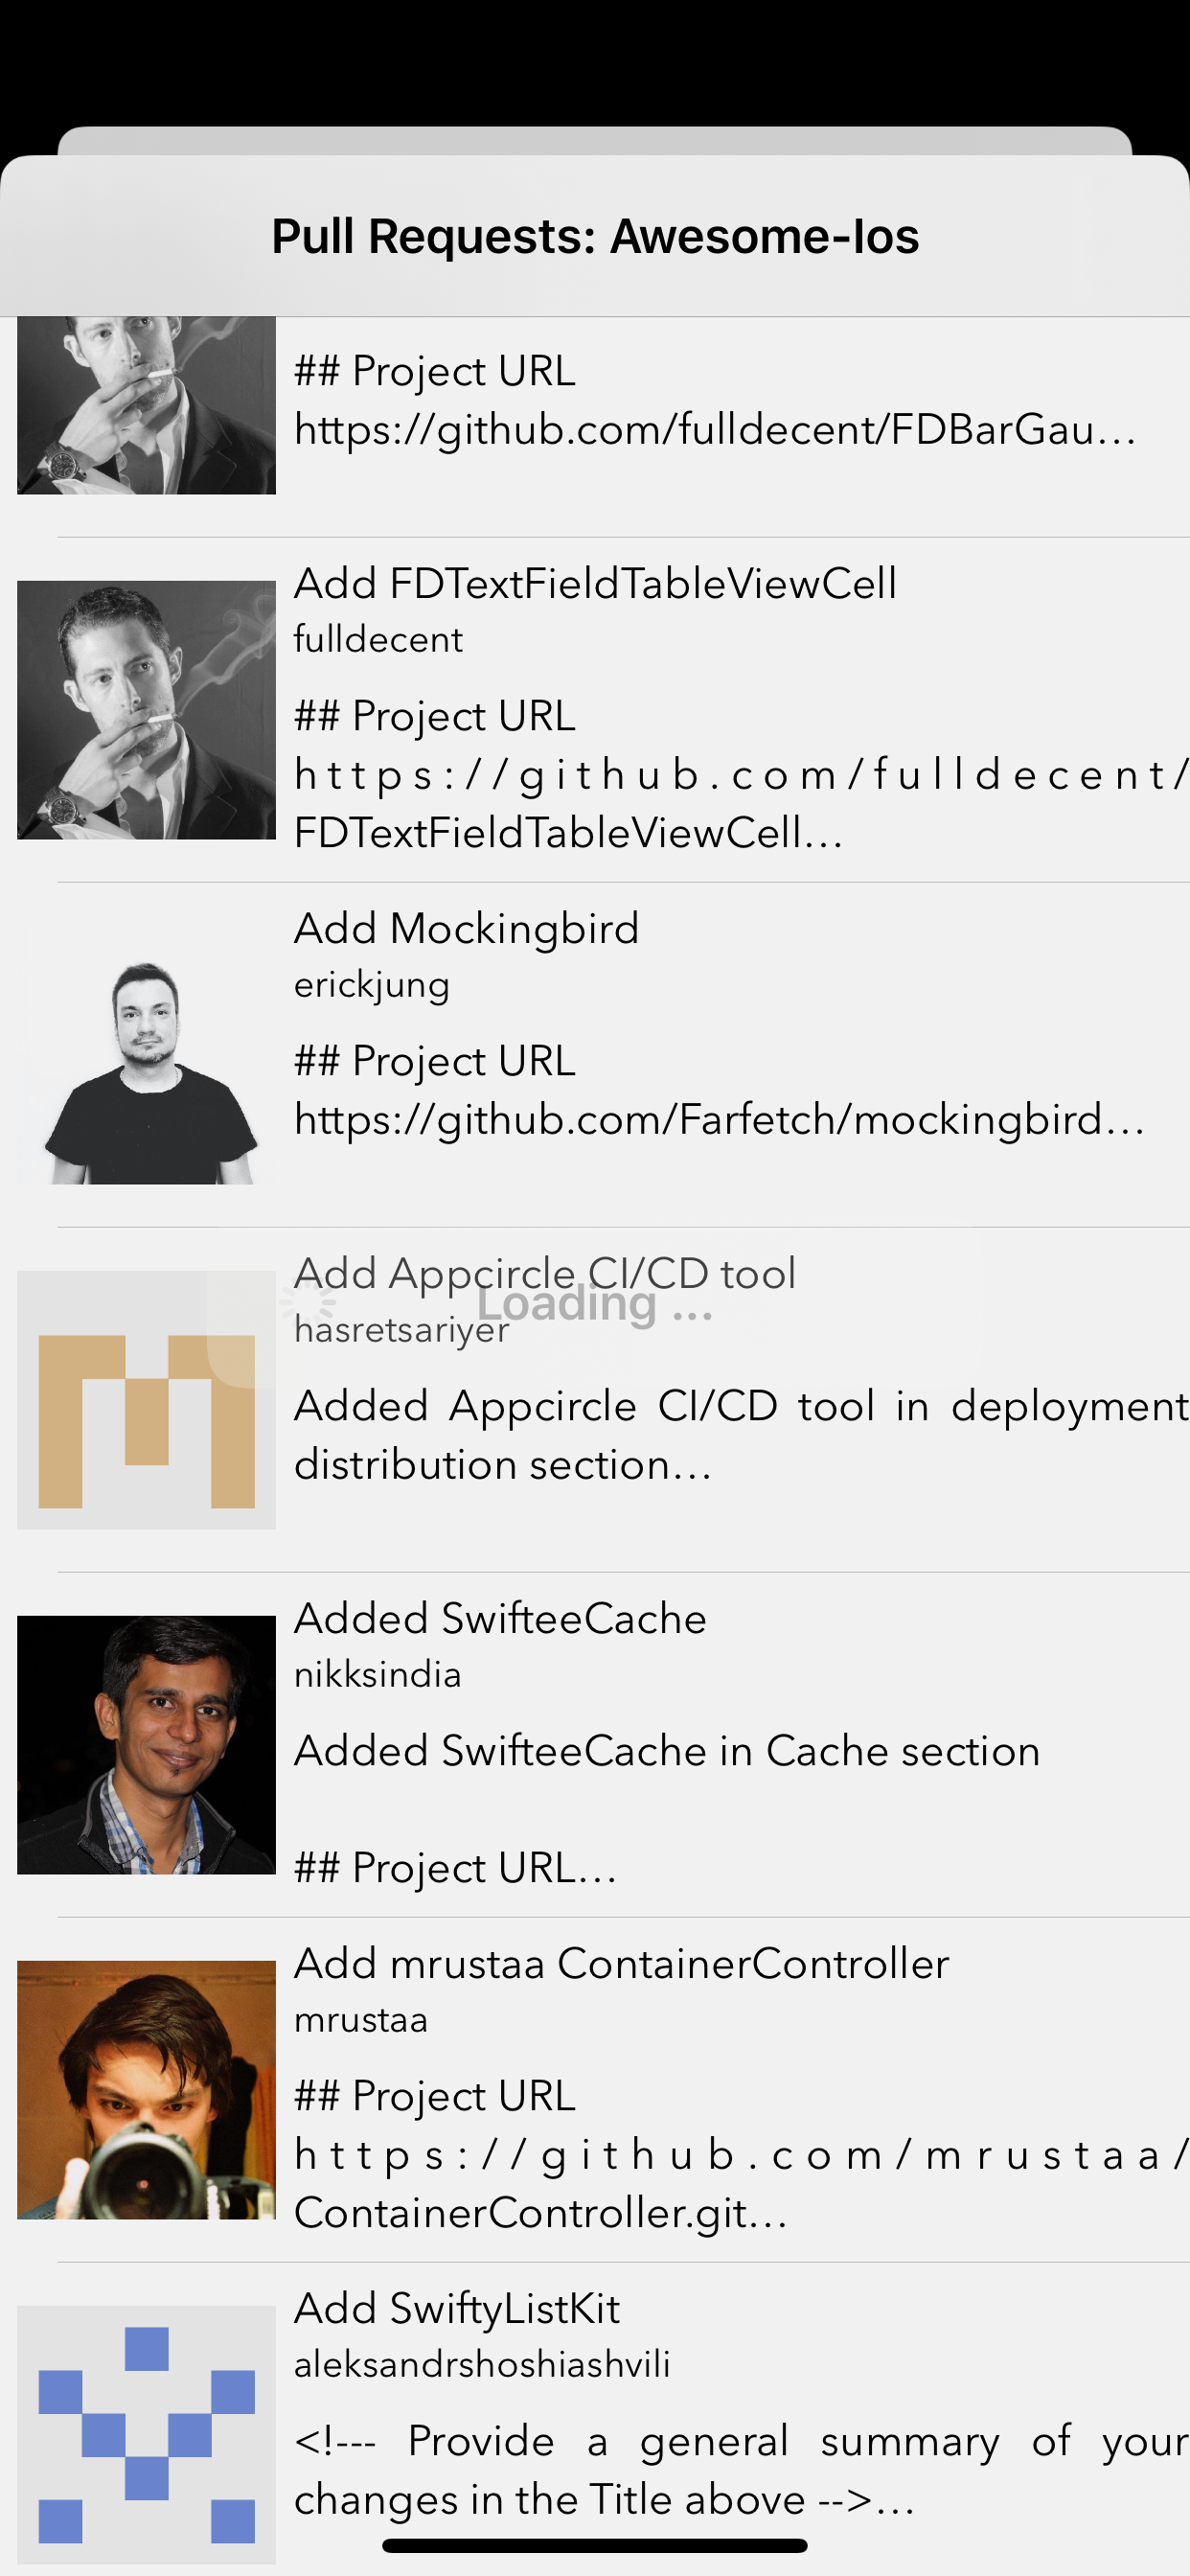 Pull Requests: Awesome-Ios
## Project URL
https://github.com/fulldecent/FDBarGau…
Add FDTextFieldTableViewCell
fulldecent
## Project URL
https://github.com/fulldecent/
FDTextFieldTableViewCell…
Add Mockingbird
erickjung
## Project URL
https://github.com/Farfetch/mockingbird…
Add Appcircle CI/CD tool
Loading ...
hasretsariyer
Added Appcircle CI/CD tool in deployment
distribution section…
Added SwifteeCache
nikksindia
Added SwifteeCache in Cache section
## Project URL…
Add mrustaa ContainerController
mrustaa
## Project URL
https://github.com/mrustaa/
ContainerController.git…
Add SwiftyListKit
aleksandrshoshiashvili
<!--- Provide a general summary of your
changes in the Title above -->…